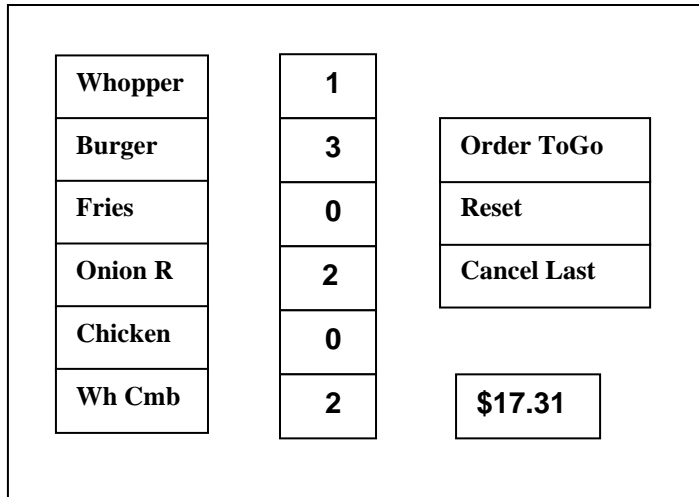 Whopper 1
Burger 3 Order ToGo
Fries 0 Reset
Onion R 2 Cancel Last
Chicken 0
Wh Cmb 2 $17.31